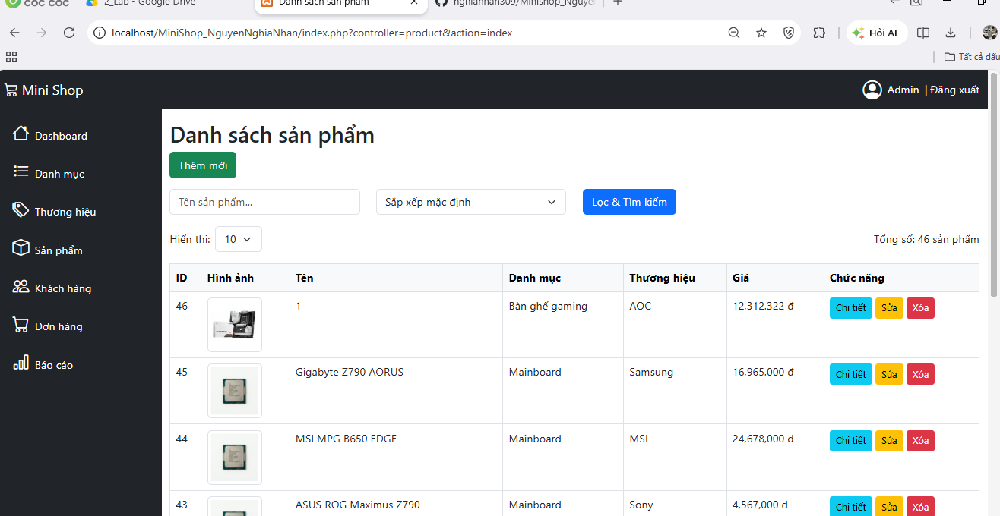 cốc cốc
2_Lab - Google Drive
Danh sách sản phẩm
nghianhan309/Minishop_Nguyen
localhost/MiniShop_NguyenNghiaNhan/index.php?controller=product&action=index
Hỏi AI
Tất cả dấu
Mini Shop
Admin | Đăng xuất
Dashboard
Danh mục
Thương hiệu
Sản phẩm
Khách hàng
Đơn hàng
Báo cáo
Danh sách sản phẩm
Thêm mới
Tên sản phẩm... Sắp xếp mặc định Lọc & Tìm kiếm
Hiển thị: 10 Tổng số: 46 sản phẩm
ID Hình ảnh Tên Danh mục Thương hiệu Giá Chức năng
46 1 Bàn ghế gaming AOC 12,312,322 đ Chi tiết Sửa Xóa
45 Gigabyte Z790 AORUS Mainboard Samsung 16,965,000 đ Chi tiết Sửa Xóa
44 MSI MPG B650 EDGE Mainboard MSI 24,678,000 đ Chi tiết Sửa Xóa
43 ASUS ROG Maximus Z790 Mainboard Sony 4,567,000 đ Chi tiết Sửa Xóa